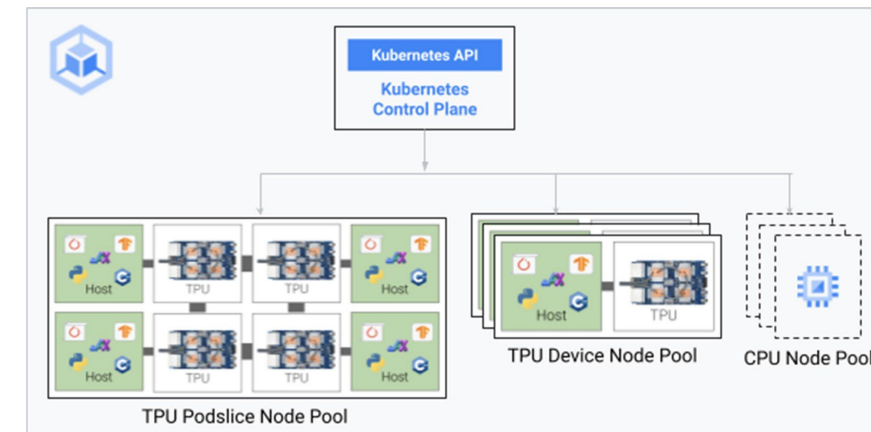 Kubernetes API
Kubernetes
Control Plane
Host
TPU
TPU
Host
Host
TPU
TPU
Host
TPU Podslice Node Pool
Host
TPU
TPU Device Node Pool
CPU Node Pool